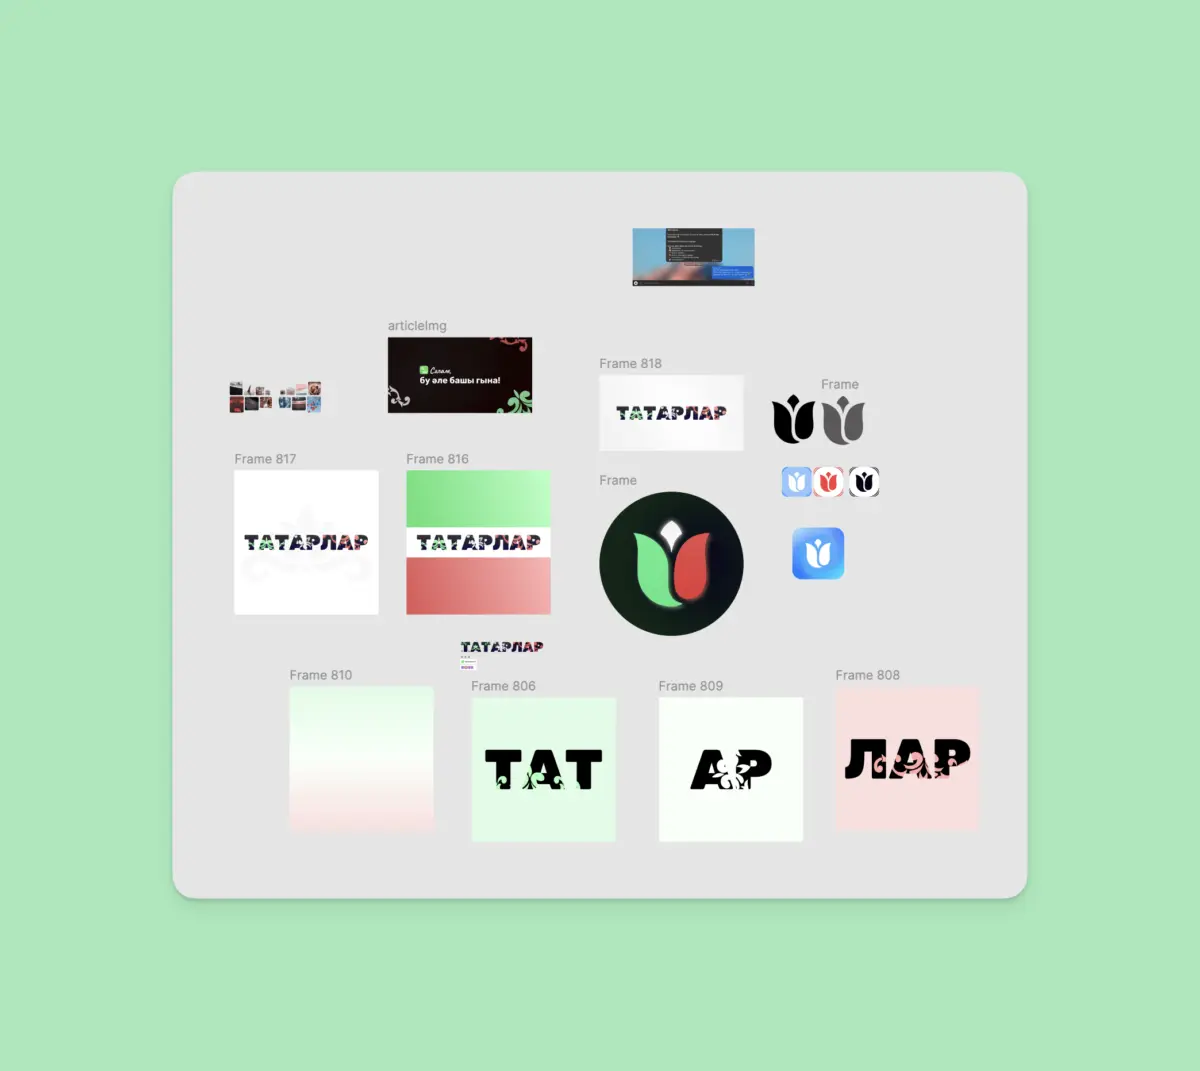 articleImg
Сәлам,
бу әле башы гына!
Frame 818
ТАТАРЛАР
Frame
Frame 817
ТАТАРЛАР
Frame 816
ТАТАРЛАР
Frame
ТАТАРЛАР
Frame 810
Frame 806
ТАТ
Frame 809
АР
Frame 808
ЛАР